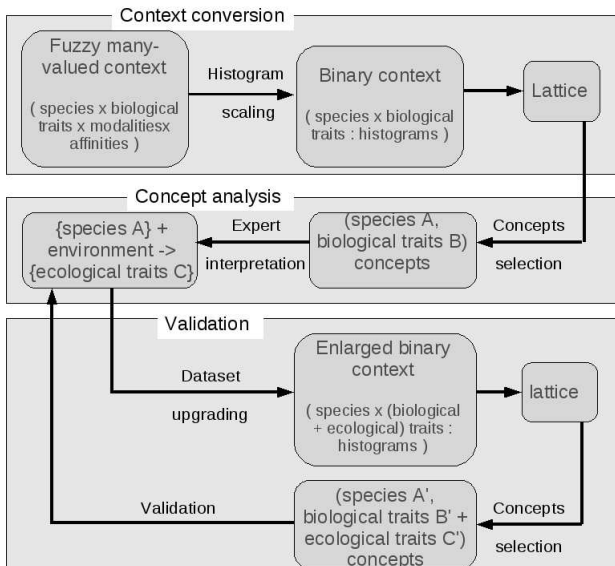 Context conversion
Fuzzy many-
valued context
( species x biological
traits x modalitiesx
affinities )
Histogram
scaling
Binary context
( species x biological
traits : histograms )
Lattice
Concept analysis
{species A} +
environment ->
{ecological traits C}
Expert
interpretation
(species A,
biological traits B)
concepts
Concepts
selection
Validation
Dataset
upgrading
Enlarged binary
context
( species x (biological
+ ecological) traits :
histograms )
lattice
Validation
(species A',
biological traits B' +
ecological traits C')
concepts
Concepts
selection